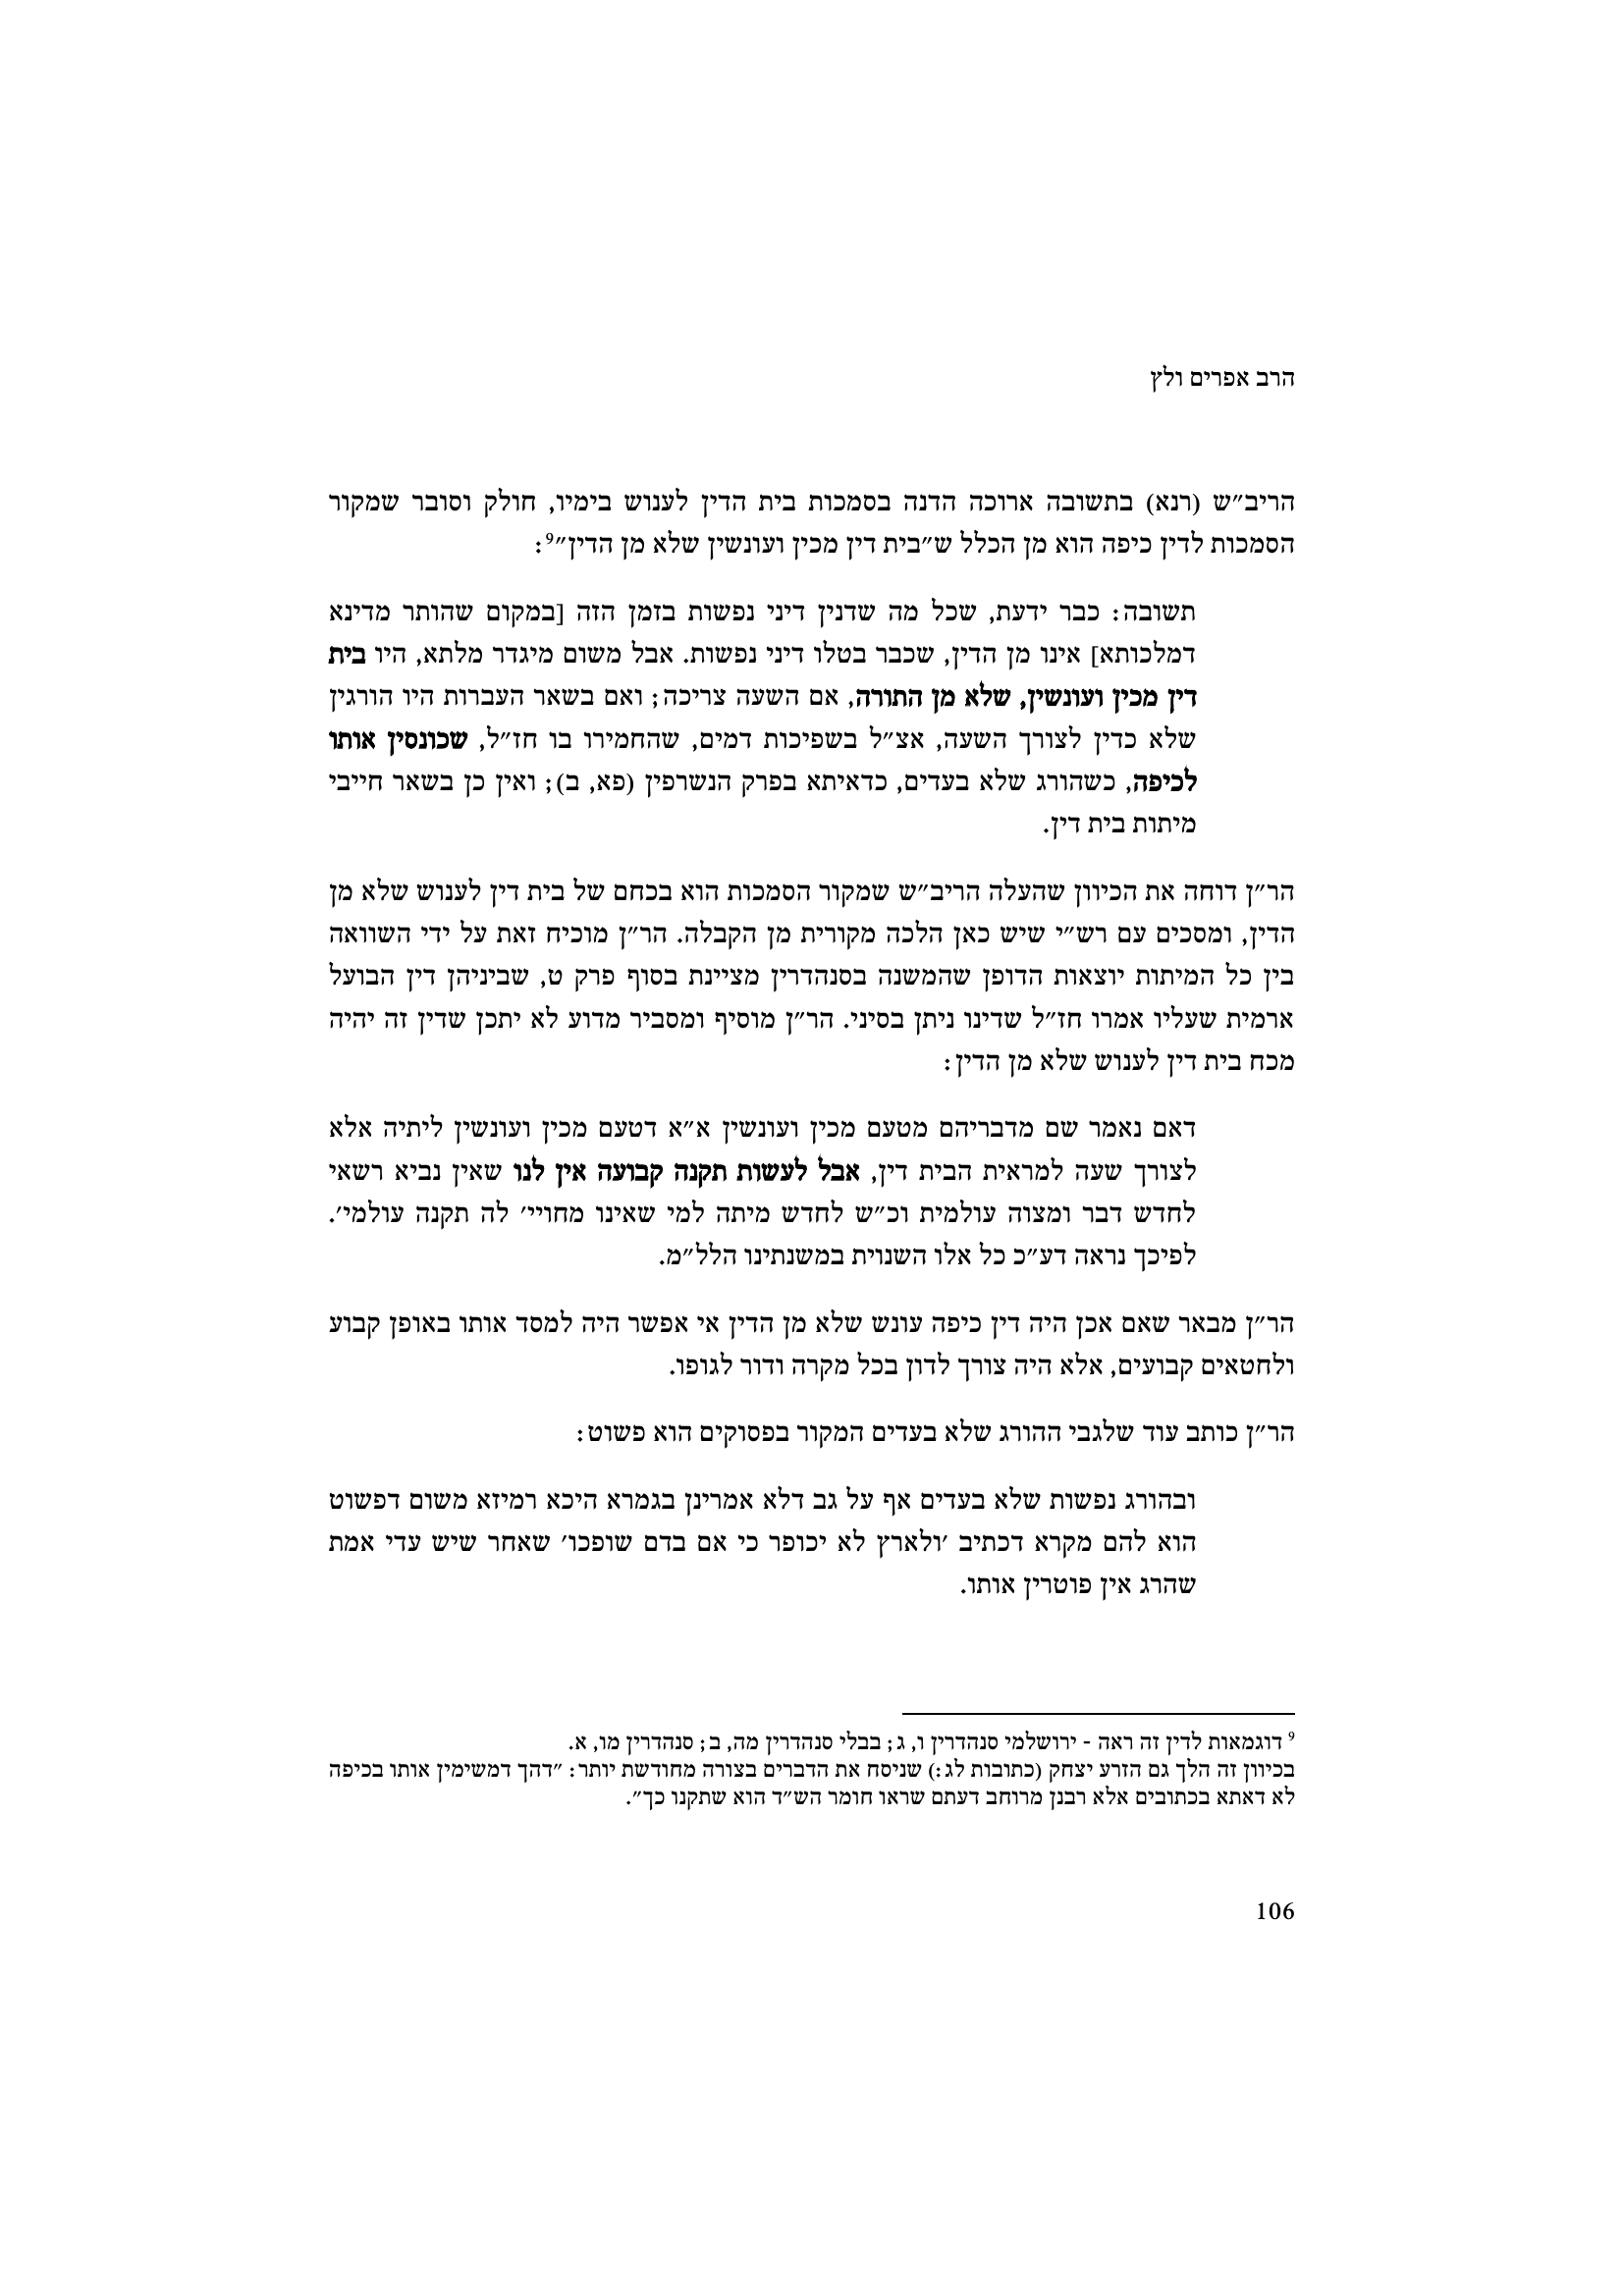 הרב אפרים ולץ
הריב״ש (רנא) בתשובה ארוכה הדנה בסמכות בית הדין לענוש בימיו, חולק וסובר שמקור
הסמכות לדין כיפה הוא מן הכלל ש״בית דין מכין ועונשין שלא מן הדין״⁹:
תשובה: כבר ידעת, שכל מה שדנין דיני נפשות בזמן הזה [במקום שהותר מדינא
דמלכותא] אינו מן הדין, שכבר בטלו דיני נפשות. אבל משום מיגדר מלתא, היו בית
דין מכין ועונשין, שלא מן התורה, אם השעה צריכה; ואם בשאר העברות היו הורגין
שלא כדין לצורך השעה, אצ״ל בשפיכות דמים, שהחמירו בו חז״ל, שכונסין אותו
לכיפה, כשהורג שלא בעדים, כדאיתא בפרק הנשרפין (פא, ב); ואין כן בשאר חייבי
מיתות בית דין.
הר״ן דוחה את הכיוון שהעלה הריב״ש שמקור הסמכות הוא בכחם של בית דין לענוש שלא מן
הדין, ומסכים עם רש״י שיש כאן הלכה מקורית מן הקבלה. הר״ן מוכיח זאת על ידי השוואה
בין כל המיתות יוצאות הדופן שהמשנה בסנהדרין מציינת בסוף פרק ט, שביניהן דין הבועל
ארמית שעליו אמרו חז״ל שדינו ניתן בסיני. הר״ן מוסיף ומסביר מדוע לא יתכן שדין זה יהיה
מכח בית דין לענוש שלא מן הדין:
דאם נאמר שם מדבריהם מטעם מכין ועונשין א״א דטעם מכין ועונשין ליתיה אלא
לצורך שעה למראית הבית דין, אבל לעשות תקנה קבועה אין לנו שאין נביא רשאי
לחדש דבר ומצוה עולמית וכ״ש לחדש מיתה למי שאינו מחויי׳ לה תקנה עולמי׳.
לפיכך נראה דע״כ כל אלו השנוית במשנתינו הלל״מ.
הר״ן מבאר שאם אכן היה דין כיפה עונש שלא מן הדין אי אפשר היה למסד אותו באופן קבוע
ולחטאים קבועים, אלא היה צורך לדון בכל מקרה ודור לגופו.
הר״ן כותב עוד שלגבי ההורג שלא בעדים המקור בפסוקים הוא פשוט:
ובהורג נפשות שלא בעדים אף על גב דלא אמרינן בגמרא היכא רמיזא משום דפשוט
הוא להם מקרא דכתיב ׳ולארץ לא יכופר כי אם בדם שופכו׳ שאחר שיש עדי אמת
שהרג אין פוטרין אותו.
⁹ דוגמאות לדין זה ראה - ירושלמי סנהדרין ו, ג; בבלי סנהדרין מה, ב; סנהדרין מו, א.
בכיוון זה הלך גם הזרע יצחק (כתובות לג:) שניסח את הדברים בצורה מחודשת יותר: ״דהך דמשימין אותו בכיפה
לא דאתא בכתובים אלא רבנן מרוחב דעתם שראו חומר הש״ד הוא שתקנו כך״.
106